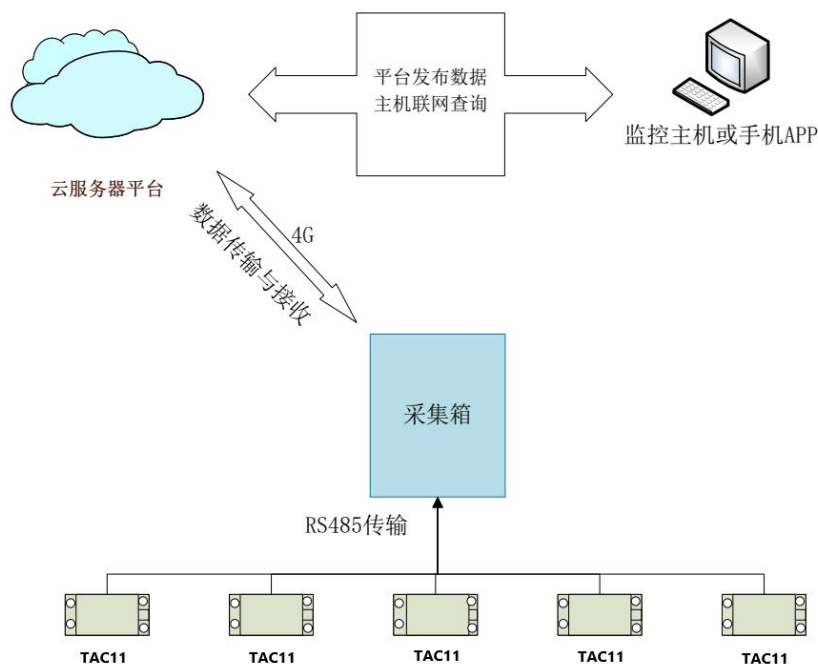 平台发布数据
主机联网查询
监控主机或手机APP
云服务器平台
4G
数据传输与接收
采集箱
RS485传输
TAC11
TAC11
TAC11
TAC11
TAC11